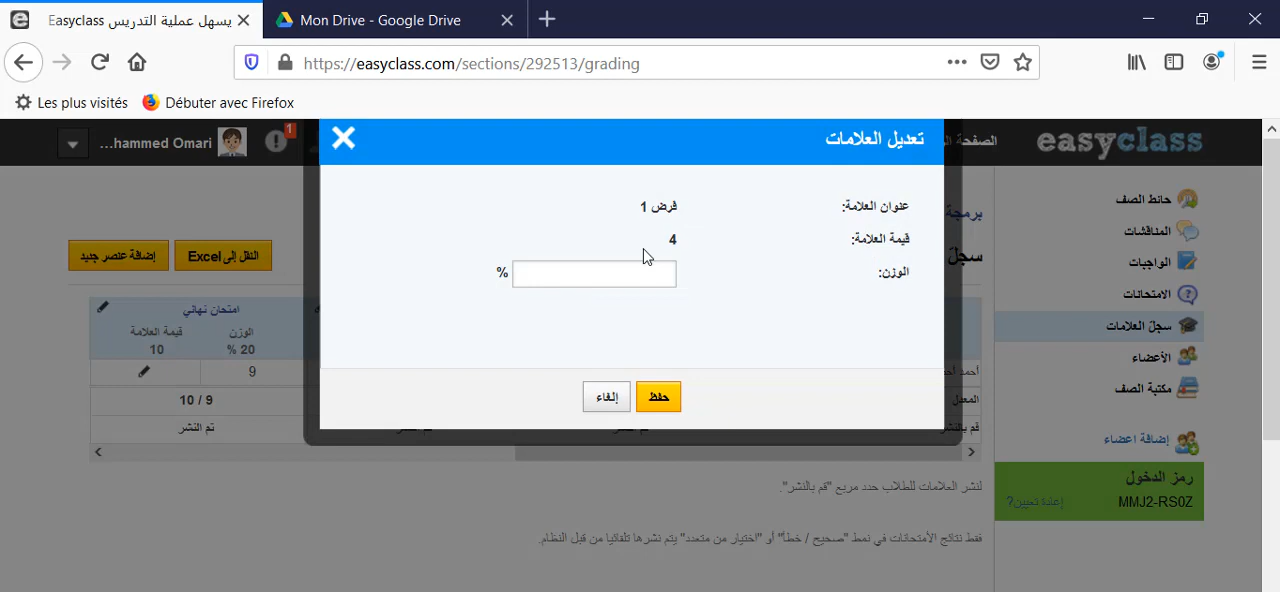 Easyclass يسهل عملية التدريس
Mon Drive - Google Drive
https://easyclass.com/sections/292513/grading
Les plus visités
Débuter avec Firefox
...hammed Omari
1
easyclass
تعديل العلامات
عنوان العلامة:
فرض 1
قيمة العلامة:
4
الوزن:
%
حفظ
إلغاء
حائط الصف
المناقشات
الواجبات
الامتحانات
سجلّ العلامات
الأعضاء
مكتبة الصف
إضافة اعضاء
رمز الدخول
MMJ2-RS0Z
إعادة تعيين؟
النقل إلى Excel
إضافة عنصر جديد
امتحان نهائي
الوزن
قيمة العلامة
20 %
10
9
المعدل
10 / 9
تم النشر
لنشر العلامات للطلاب حدد مربع "قم بالنشر".
فقط نتائج الأمتحانات في نمط "صحيح / خطأ" أو "اختيار من متعدد" يتم نشرها تلقائيا من قبل النظام.